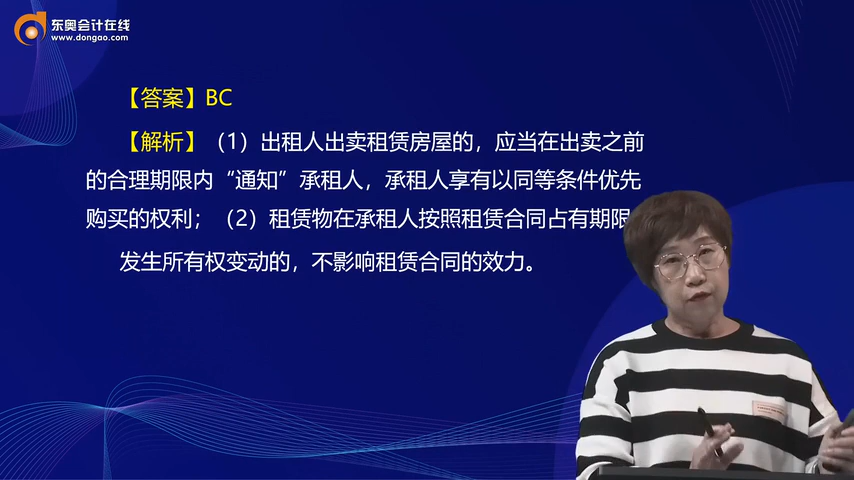 东奥会计在线
www.dongao.com
【答案】BC
【解析】（1）出租人出卖租赁房屋的，应当在出卖之前
的合理期限内“通知”承租人，承租人享有以同等条件优先
购买的权利；（2）租赁物在承租人按照租赁合同占有期限
发生所有权变动的，不影响租赁合同的效力。